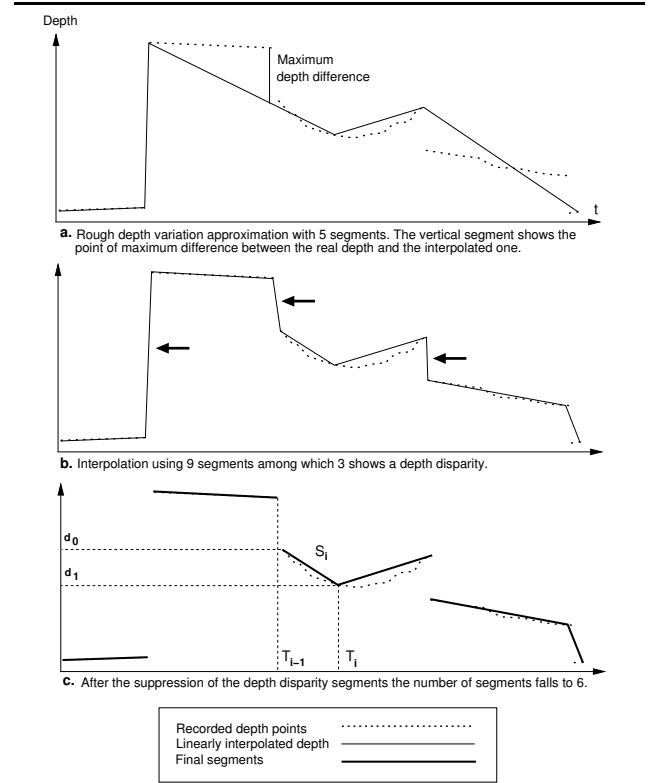 Depth
Maximum
depth difference
t
a. Rough depth variation approximation with 5 segments. The vertical segment shows the
point of maximum difference between the real depth and the interpolated one.
b. Interpolation using 9 segments among which 3 shows a depth disparity.
d0
Si
d1
Ti−1
Ti
c. After the suppression of the depth disparity segments the number of segments falls to 6.
Recorded depth points
Linearly interpolated depth
Final segments